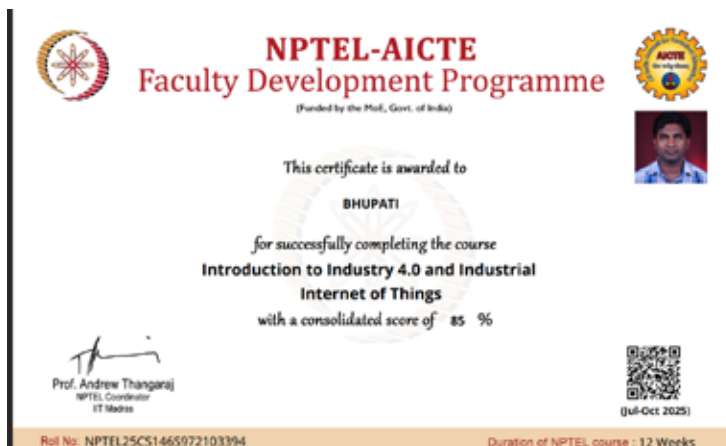 NPTEL-AICTE
Faculty Development Programme
(Funded by the MoE, Govt. of India)
AICTE
This certificate is awarded to
BHUPATI
for successfully completing the course
Introduction to Industry 4.0 and Industrial
Internet of Things
with a consolidated score of 85 %
Prof. Andrew Thangaraj
NPTEL Coordinator
IIT Madras
(Jul-Oct 2025)
Roll No: NPTEL25CS146S972103394
Duration of NPTEL course : 12 Weeks